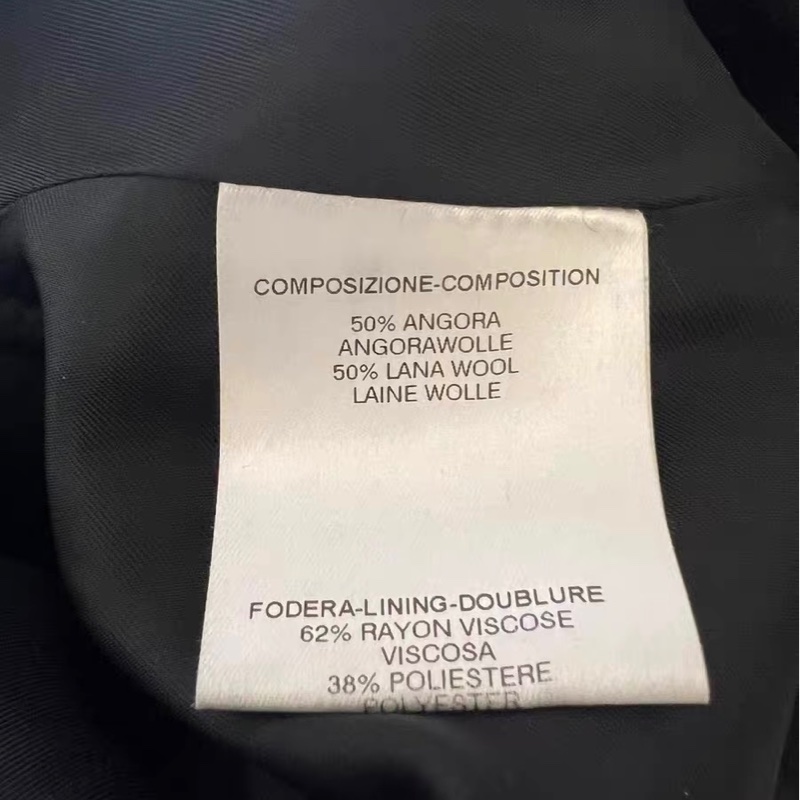 COMPOSIZIONE-COMPOSITION
50% ANGORA
ANGORAWOLLE
50% LANA WOOL
LAINE WOLLE
FODERA-LINING-DOUBLURE
62% RAYON VISCOSE
VISCOSA
38% POLIESTERE
POLYESTER